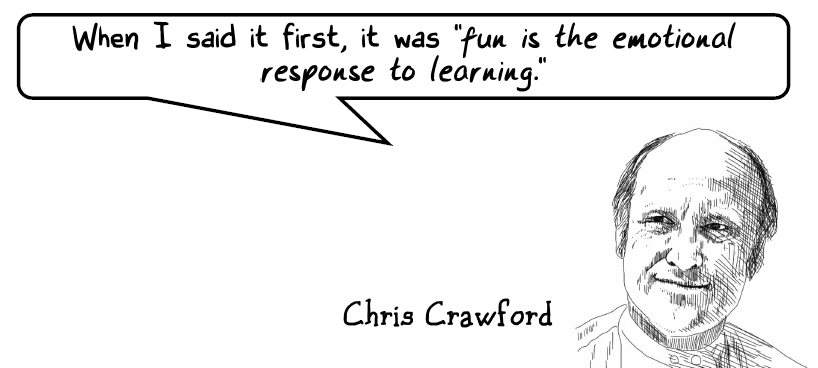 When I said it first, it was "fun is the emotional
response to learning."
Chris Crawford